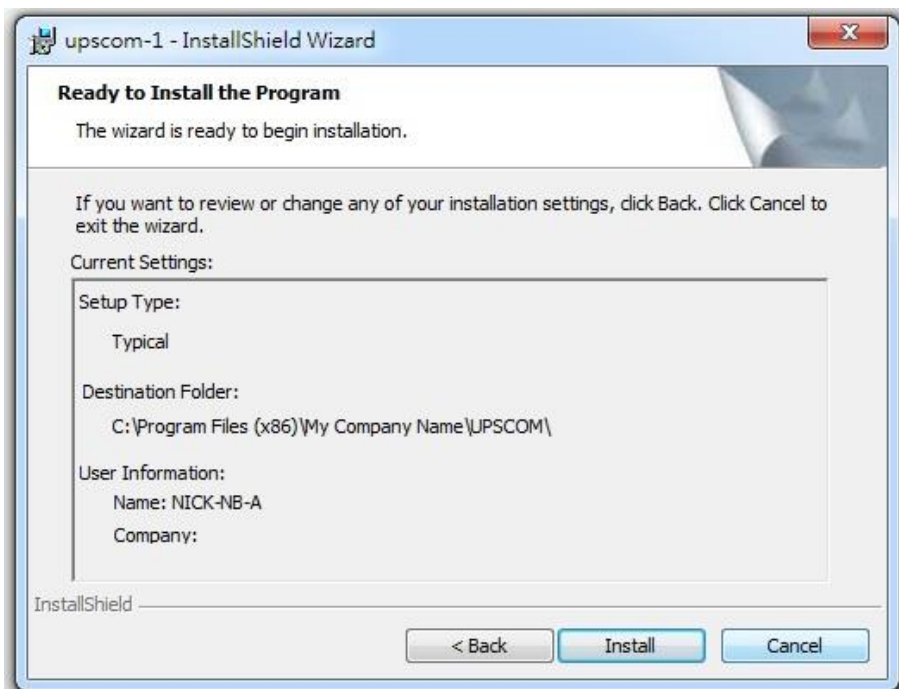 upscom-1 - InstallShield Wizard
Ready to Install the Program
The wizard is ready to begin installation.
If you want to review or change any of your installation settings, click Back. Click Cancel to
exit the wizard.
Current Settings:
Setup Type:
Typical
Destination Folder:
C:\Program Files (x86)\My Company Name\UPSCOM\
User Information:
Name: NICK-NB-A
Company:
InstallShield
< Back
Install
Cancel